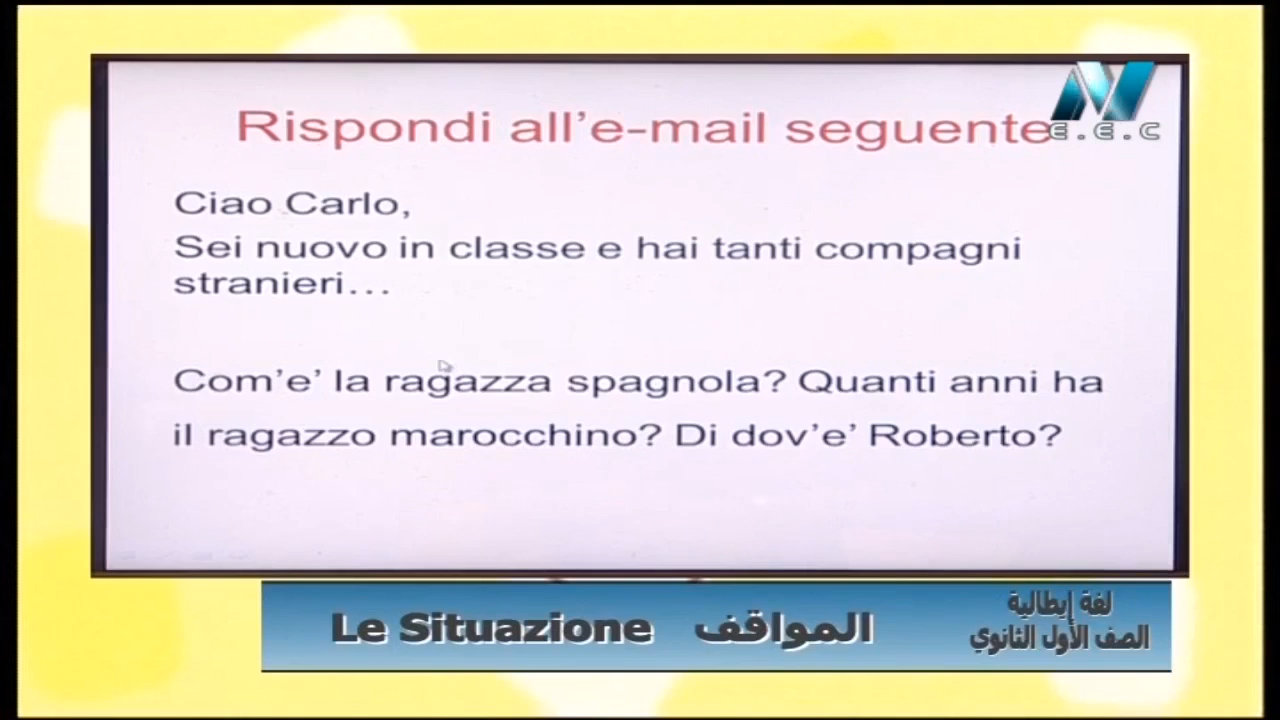 Rispondi all'e-mail seguente
E.E.C
Ciao Carlo,
Sei nuovo in classe e hai tanti compagni
stranieri...
Com'e' la ragazza spagnola? Quanti anni ha
il ragazzo marocchino? Di dov'e' Roberto?
Le Situazione المواقف
لغة إيطالية
الصف الأول الثانوي